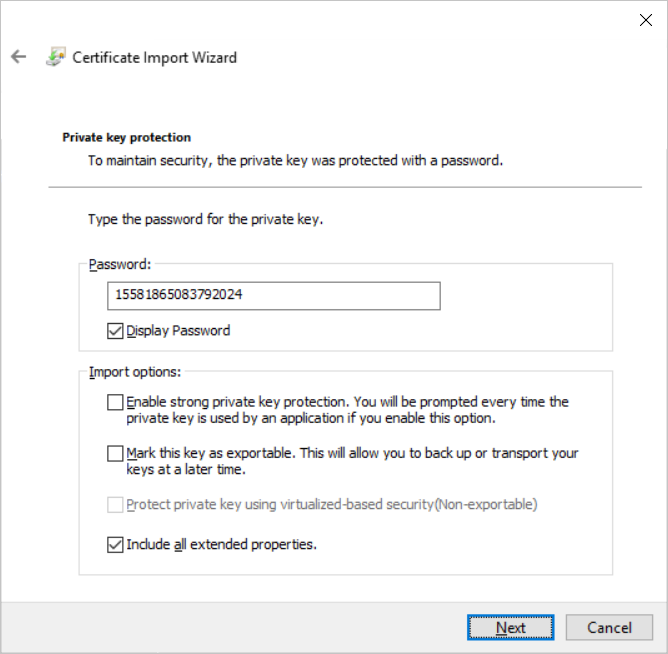 Certificate Import Wizard
Private key protection
To maintain security, the private key was protected with a password.
Type the password for the private key.
Password:
15581865083792024
Display Password
Import options:
Enable strong private key protection. You will be prompted every time the
private key is used by an application if you enable this option.
Mark this key as exportable. This will allow you to back up or transport your
keys at a later time.
Protect private key using virtualized-based security(Non-exportable)
Include all extended properties.
Next
Cancel